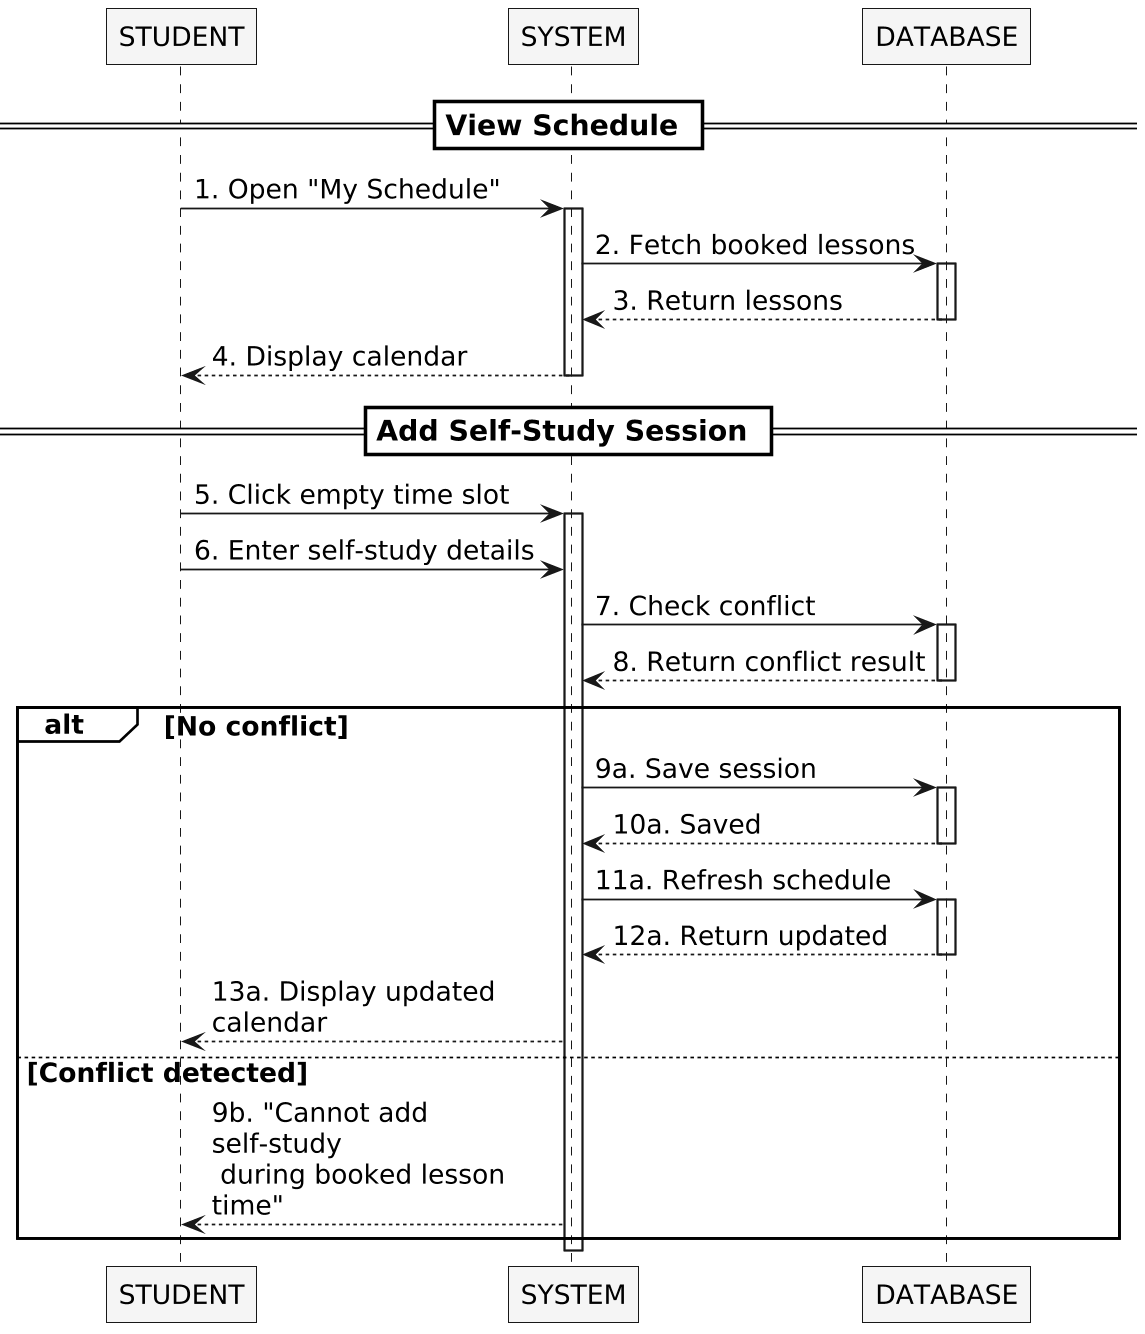 STUDENT SYSTEM DATABASE
View Schedule
1. Open "My Schedule"
2. Fetch booked lessons
3. Return lessons
4. Display calendar
Add Self-Study Session
5. Click empty time slot
6. Enter self-study details
7. Check conflict
8. Return conflict result
alt [No conflict]
9a. Save session
10a. Saved
11a. Refresh schedule
12a. Return updated
13a. Display updated
calendar
[Conflict detected]
9b. "Cannot add
self-study
during booked lesson
time"
STUDENT SYSTEM DATABASE